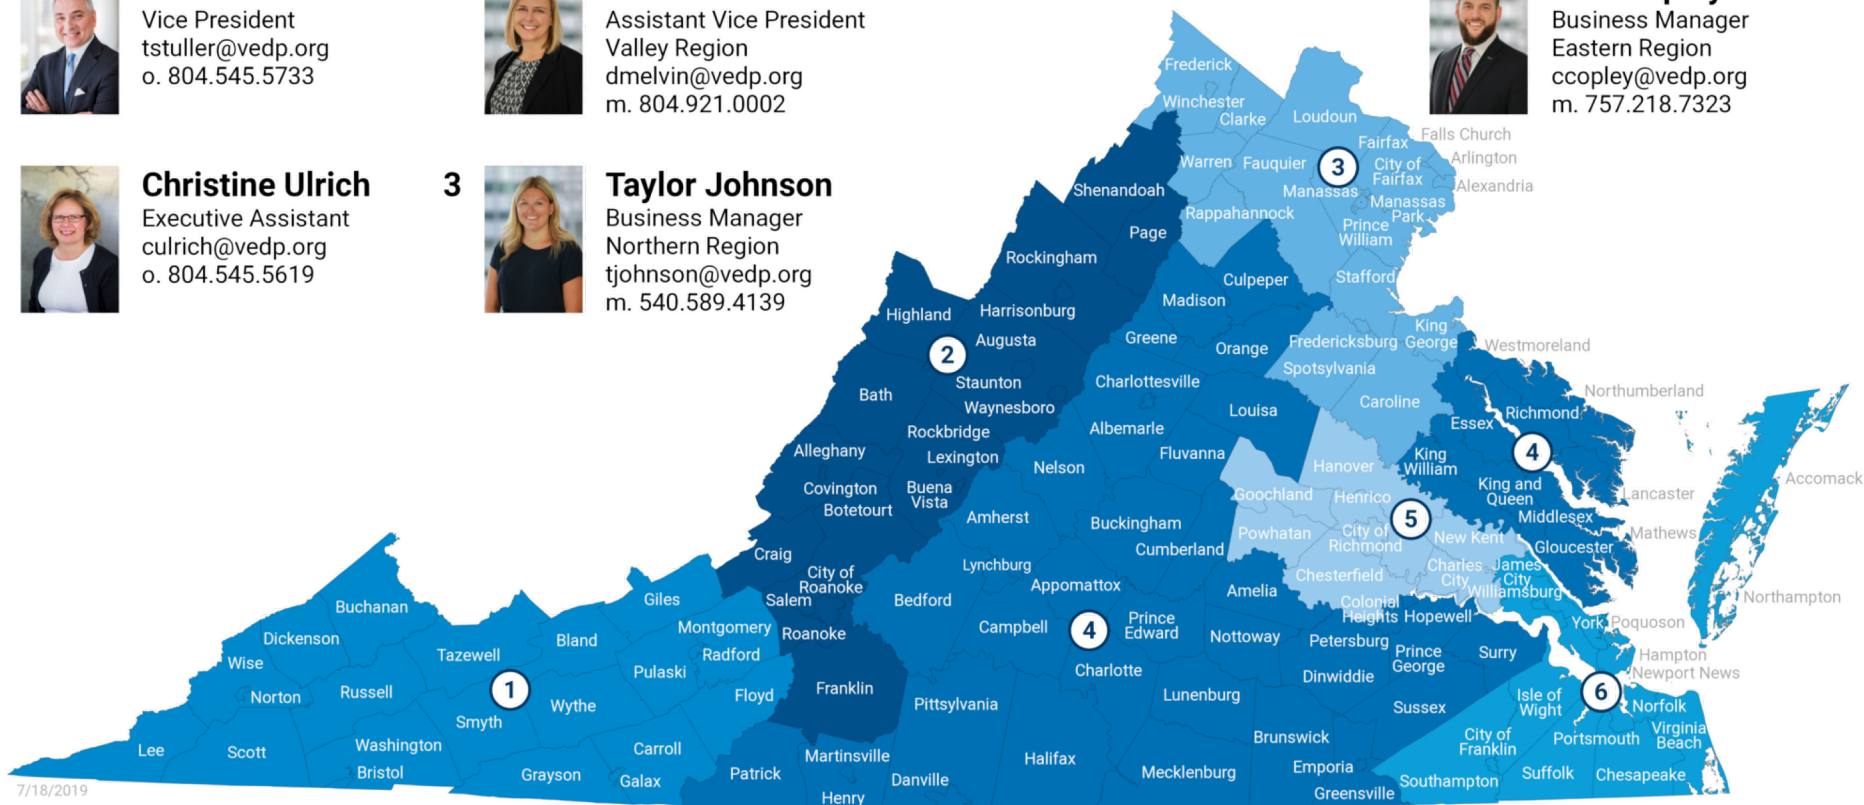 Vice President
tstuller@vedp.org
o. 804.545.5733
Assistant Vice President
Valley Region
dmelvin@vedp.org
m. 804.921.0002
Business Manager
Eastern Region
ccopley@vedp.org
m. 757.218.7323
Christine Ulrich
Executive Assistant
culrich@vedp.org
o. 804.545.5619
3
Taylor Johnson
Business Manager
Northern Region
tjohnson@vedp.org
m. 540.589.4139
Frederick
Winchester
Clarke
Loudoun
Fairfax
Falls Church
Arlington
Alexandria
Warren
Fauquier
3
City of
Fairfax
Manassas
Manassas
Park
Rappahannock
Prince
William
Stafford
Shenandoah
Page
Rockingham
Culpeper
Madison
Highland
Harrisonburg
Augusta
2
Greene
Orange
Fredericksburg
King
George
Westmoreland
Spotsylvania
Northumberland
Staunton
Bath
Waynesboro
Charlottesville
Louisa
Caroline
Richmond
Essex
Rockbridge
Albemarle
Alleghany
Lexington
Nelson
Fluvanna
Hanover
King
William
4
Accomack
Covington
Buena
Vista
Botetourt
Goochland
Henrico
King and
Queen
Lancaster
Amherst
Buckingham
5
Middlesex
Powhatan
City of
Richmond
New Kent
Mathews
Craig
Cumberland
Gloucester
City of
Roanoke
Lynchburg
Appomattox
Chesterfield
Charles
City
James
City
Williamsburg
Salem
Bedford
Amelia
Colonial
Heights
Hopewell
Northampton
Buchanan
Giles
Dickenson
Bland
Montgomery
Roanoke
Campbell
4
Prince
Edward
Nottoway
Petersburg
York
Poquoson
Wise
Tazewell
Radford
Pulaski
Prince
George
Surry
Hampton
Newport News
Charlotte
Dinwiddie
Norton
Russell
1
Wythe
Floyd
Franklin
Pittsylvania
Lunenburg
Sussex
Isle of
Wight
6
Norfolk
Smyth
Virginia
Beach
Lee
Scott
Washington
Carroll
Martinsville
Halifax
Brunswick
City of
Franklin
Portsmouth
Bristol
Grayson
Galax
Patrick
Danville
Mecklenburg
Emporia
Southampton
Suffolk
Chesapeake
Henry
Greensville
7/18/2019